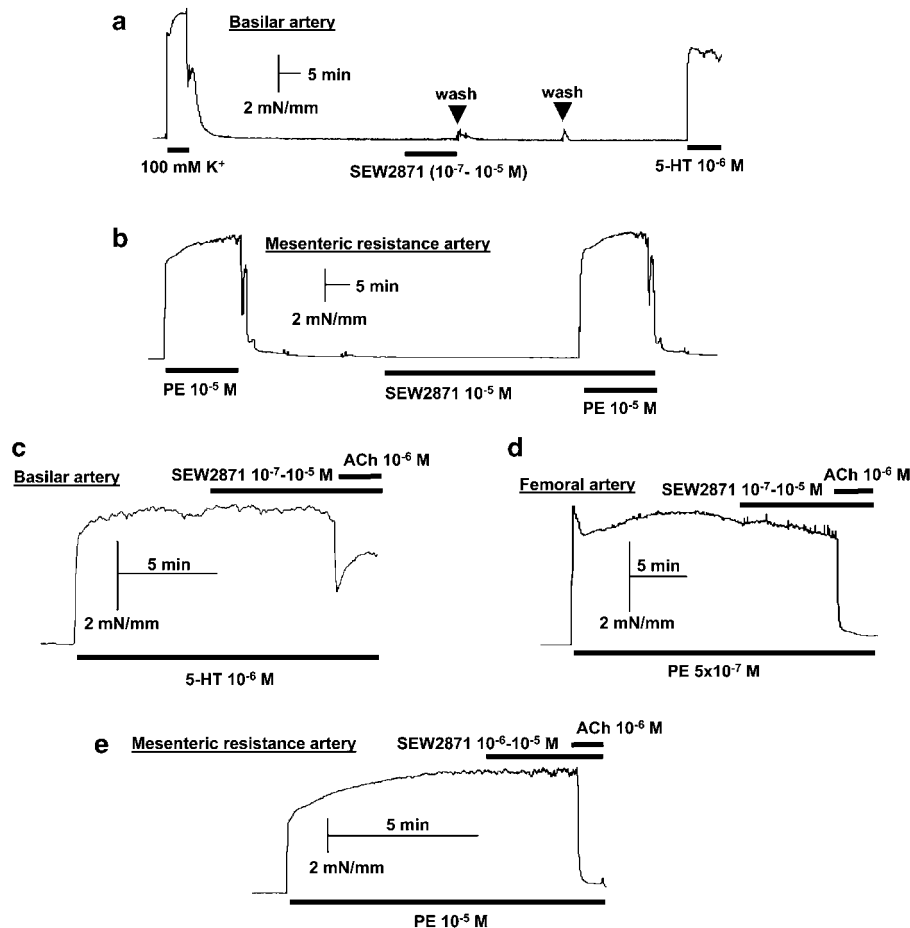 a
Basilar artery
5 min
2 mN/mm
wash
wash
100 mM K⁺
SEW2871 (10⁻⁷- 10⁻⁵ M)
5-HT 10⁻⁶ M
b
Mesenteric resistance artery
5 min
2 mN/mm
PE 10⁻⁵ M
SEW2871 10⁻⁵ M
PE 10⁻⁵ M
c
Basilar artery
SEW2871 10⁻⁷-10⁻⁵ M
ACh 10⁻⁶ M
5 min
2 mN/mm
5-HT 10⁻⁶ M
d
Femoral artery
SEW2871 10⁻⁷-10⁻⁵ M
ACh 10⁻⁶ M
5 min
2 mN/mm
PE 5x10⁻⁷ M
e
Mesenteric resistance artery
SEW2871 10⁻⁶-10⁻⁵ M
ACh 10⁻⁶ M
5 min
2 mN/mm
PE 10⁻⁵ M